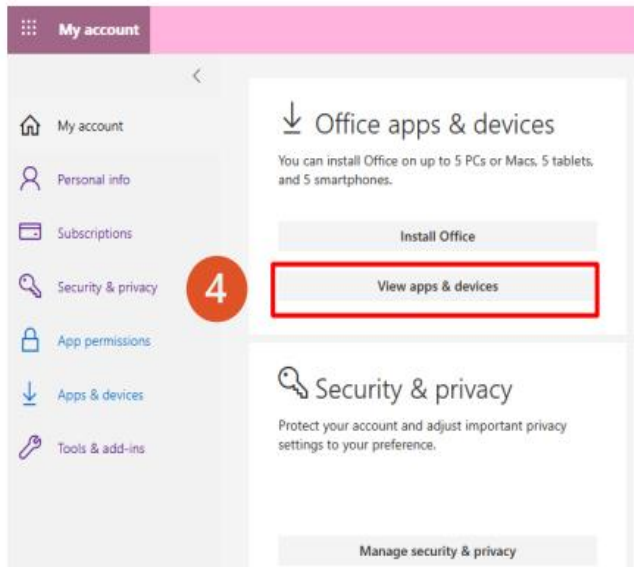 My account
My account
Personal info
Subscriptions
Security & privacy
App permissions
Apps & devices
Tools & add-ins
Office apps & devices
You can install Office on up to 5 PCs or Macs, 5 tablets,
and 5 smartphones.
Install Office
4
View apps & devices
Security & privacy
Protect your account and adjust important privacy
settings to your preference.
Manage security & privacy